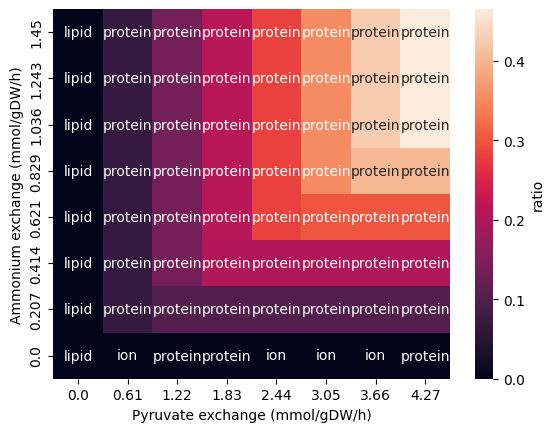 1.45 lipid protein protein protein protein protein protein protein
1.243 lipid protein protein protein protein protein protein protein
1.036 lipid protein protein protein protein protein protein protein
0.829 lipid protein protein protein protein protein protein protein
0.621 lipid protein protein protein protein protein protein protein
0.414 lipid protein protein protein protein protein protein protein
0.207 lipid protein protein protein protein protein protein protein
0.0 lipid ion protein protein ion ion ion protein
0.0 0.61 1.22 1.83 2.44 3.05 3.66 4.27
Pyruvate exchange (mmol/gDW/h)
Ammonium exchange (mmol/gDW/h)
0.4
0.3
0.2
0.1
0.0
ratio